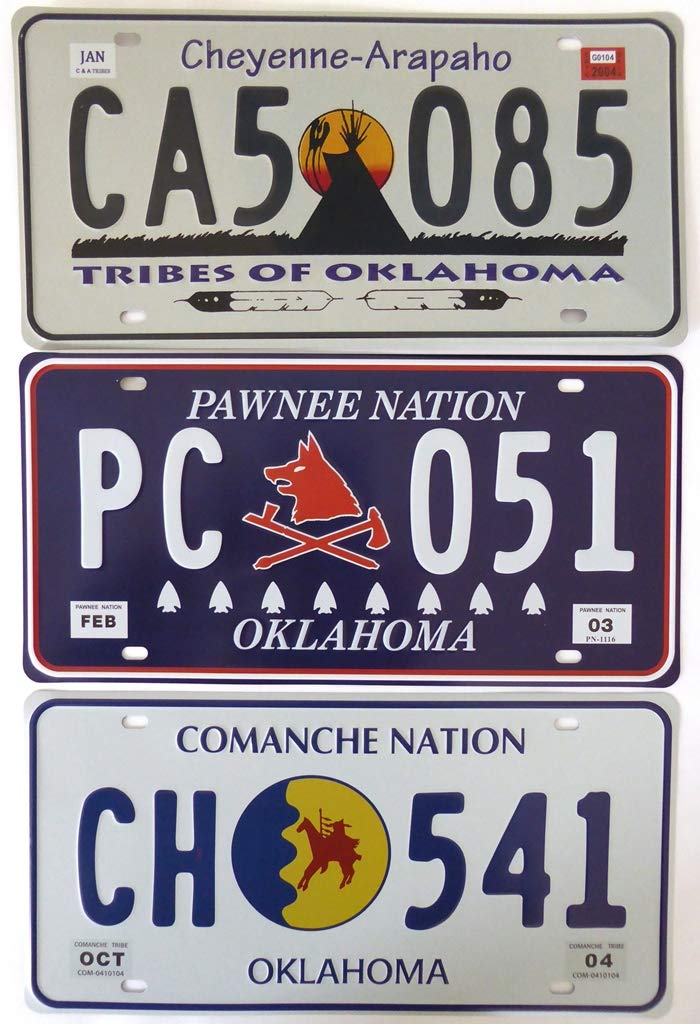 Cheyenne-Arapaho
JAN
C & A TRIBES
G0104
2004
CA5 085
TRIBES OF OKLAHOMA
PAWNEE NATION
PC 051
PAWNEE NATION
FEB
PAWNEE NATION
03
PN-1116
OKLAHOMA
COMANCHE NATION
CH 541
COMANCHE TRIBE
OCT
COM-0410104
COMANCHE TRIBE
04
COM-0410104
OKLAHOMA